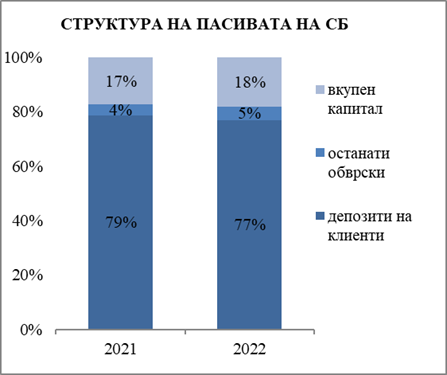 СТРУКТУРА НА ПАСИВАТА НА СБ
100%
80%
60%
40%
20%
0%
17%
18%
4%
5%
79%
77%
2021
2022
вкупен
капитал
останати
обврски
депозити на
клиенти